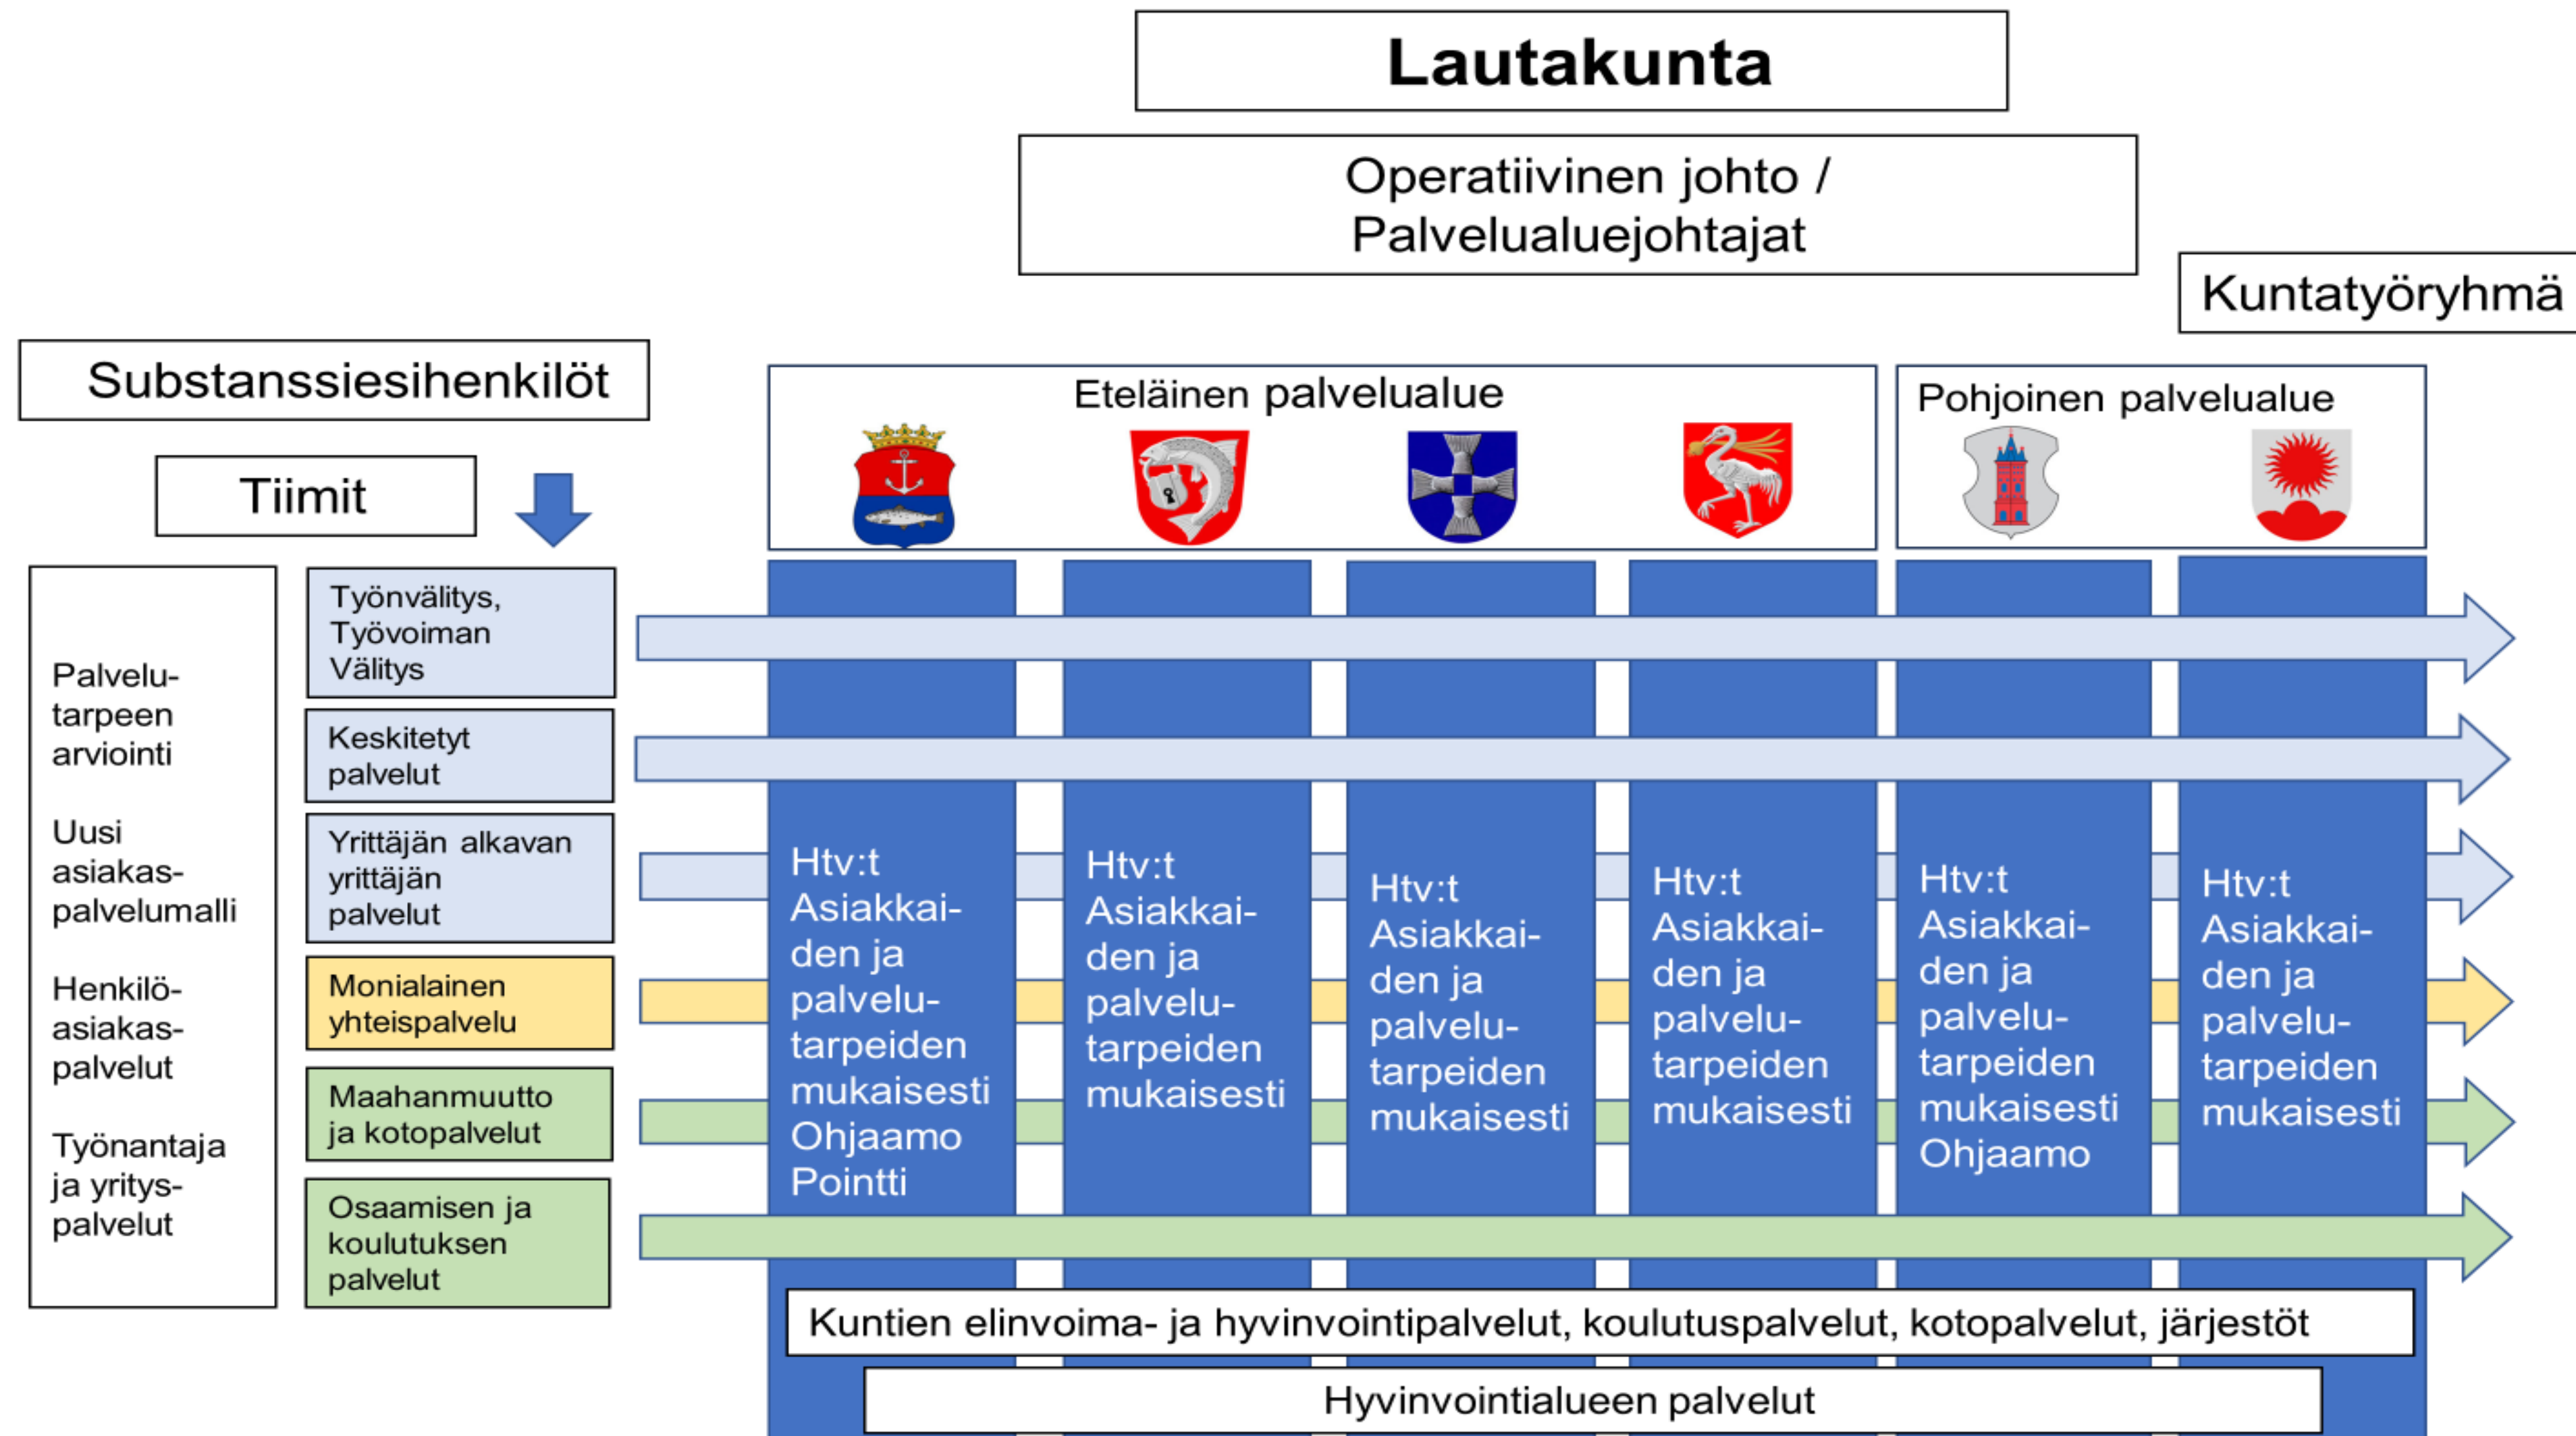 Lautakunta
Operatiivinen johto /
Palvelualuejohtajat
Kuntatyöryhmä
Substanssiesihenkilöt
Tiimit
Eteläinen palvelualue
Pohjoinen palvelualue
Palvelu-
tarpeen
arviointi
Uusi
asiakas-
palvelumalli
Henkilö-
asiakas-
palvelut
Työnantaja
ja yritys-
palvelut
Työnvälitys,
Työvoiman
Välitys
Keskitetyt
palvelut
Yrittäjän alkavan
yrittäjän
palvelut
Monialainen
yhteispalvelu
Maahanmuutto
ja kotopalvelut
Osaamisen ja
koulutuksen
palvelut
Htv:t
Asiakkai-
den ja
palvelu-
tarpeiden
mukaisesti
Ohjaamo
Pointti
Htv:t
Asiakkai-
den ja
palvelu-
tarpeiden
mukaisesti
Htv:t
Asiakkai-
den ja
palvelu-
tarpeiden
mukaisesti
Htv:t
Asiakkai-
den ja
palvelu-
tarpeiden
mukaisesti
Htv:t
Asiakkai-
den ja
palvelu-
tarpeiden
mukaisesti
Ohjaamo
Htv:t
Asiakkai-
den ja
palvelu-
tarpeiden
mukaisesti
Kuntien elinvoima- ja hyvinvointipalvelut, koulutuspalvelut, kotopalvelut, järjestöt
Hyvinvointialueen palvelut